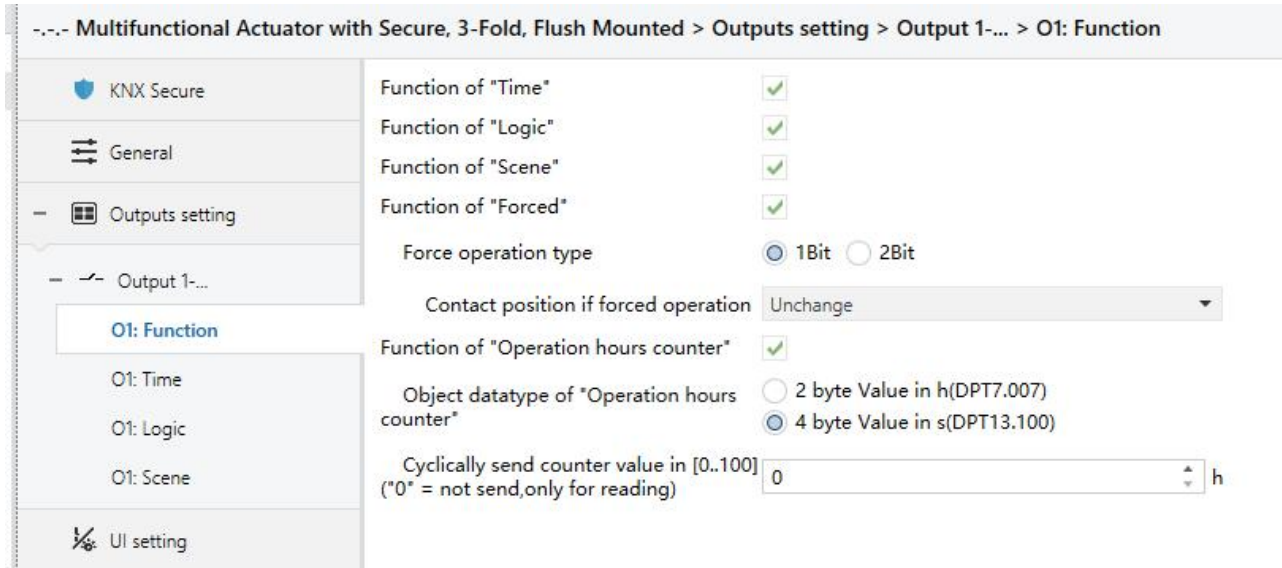 -.-.- Multifunctional Actuator with Secure, 3-Fold, Flush Mounted > Outputs setting > Output 1-... > O1: Function
KNX Secure
General
Outputs setting
Output 1-...
O1: Function
O1: Time
O1: Logic
O1: Scene
UI setting
Function of "Time"
Function of "Logic"
Function of "Scene"
Function of "Forced"
Force operation type
1Bit 2Bit
Contact position if forced operation Unchange
Function of "Operation hours counter"
Object datatype of "Operation hours
counter"
2 byte Value in h(DPT7.007)
4 byte Value in s(DPT13.100)
Cyclically send counter value in [0..100]
("0" = not send,only for reading)
0 h